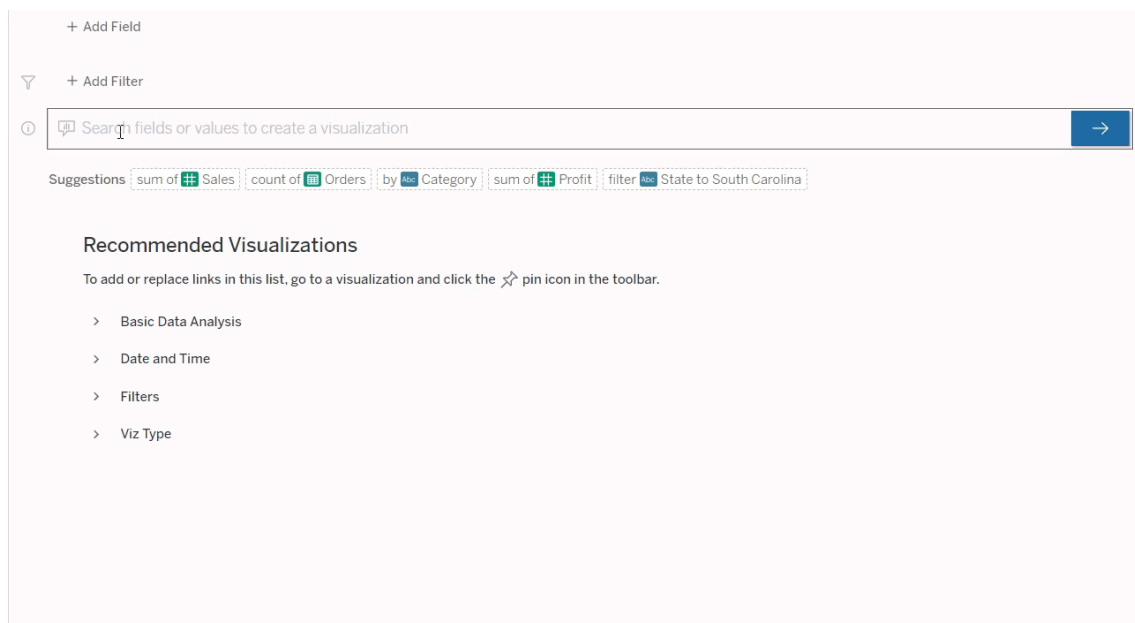 + Add Field
+ Add Filter
Search fields or values to create a visualization
Suggestions sum of Sales count of Orders by Abc Category sum of Profit filter Abc State to South Carolina
Recommended Visualizations
To add or replace links in this list, go to a visualization and click the pin icon in the toolbar.
Basic Data Analysis
Date and Time
Filters
Viz Type